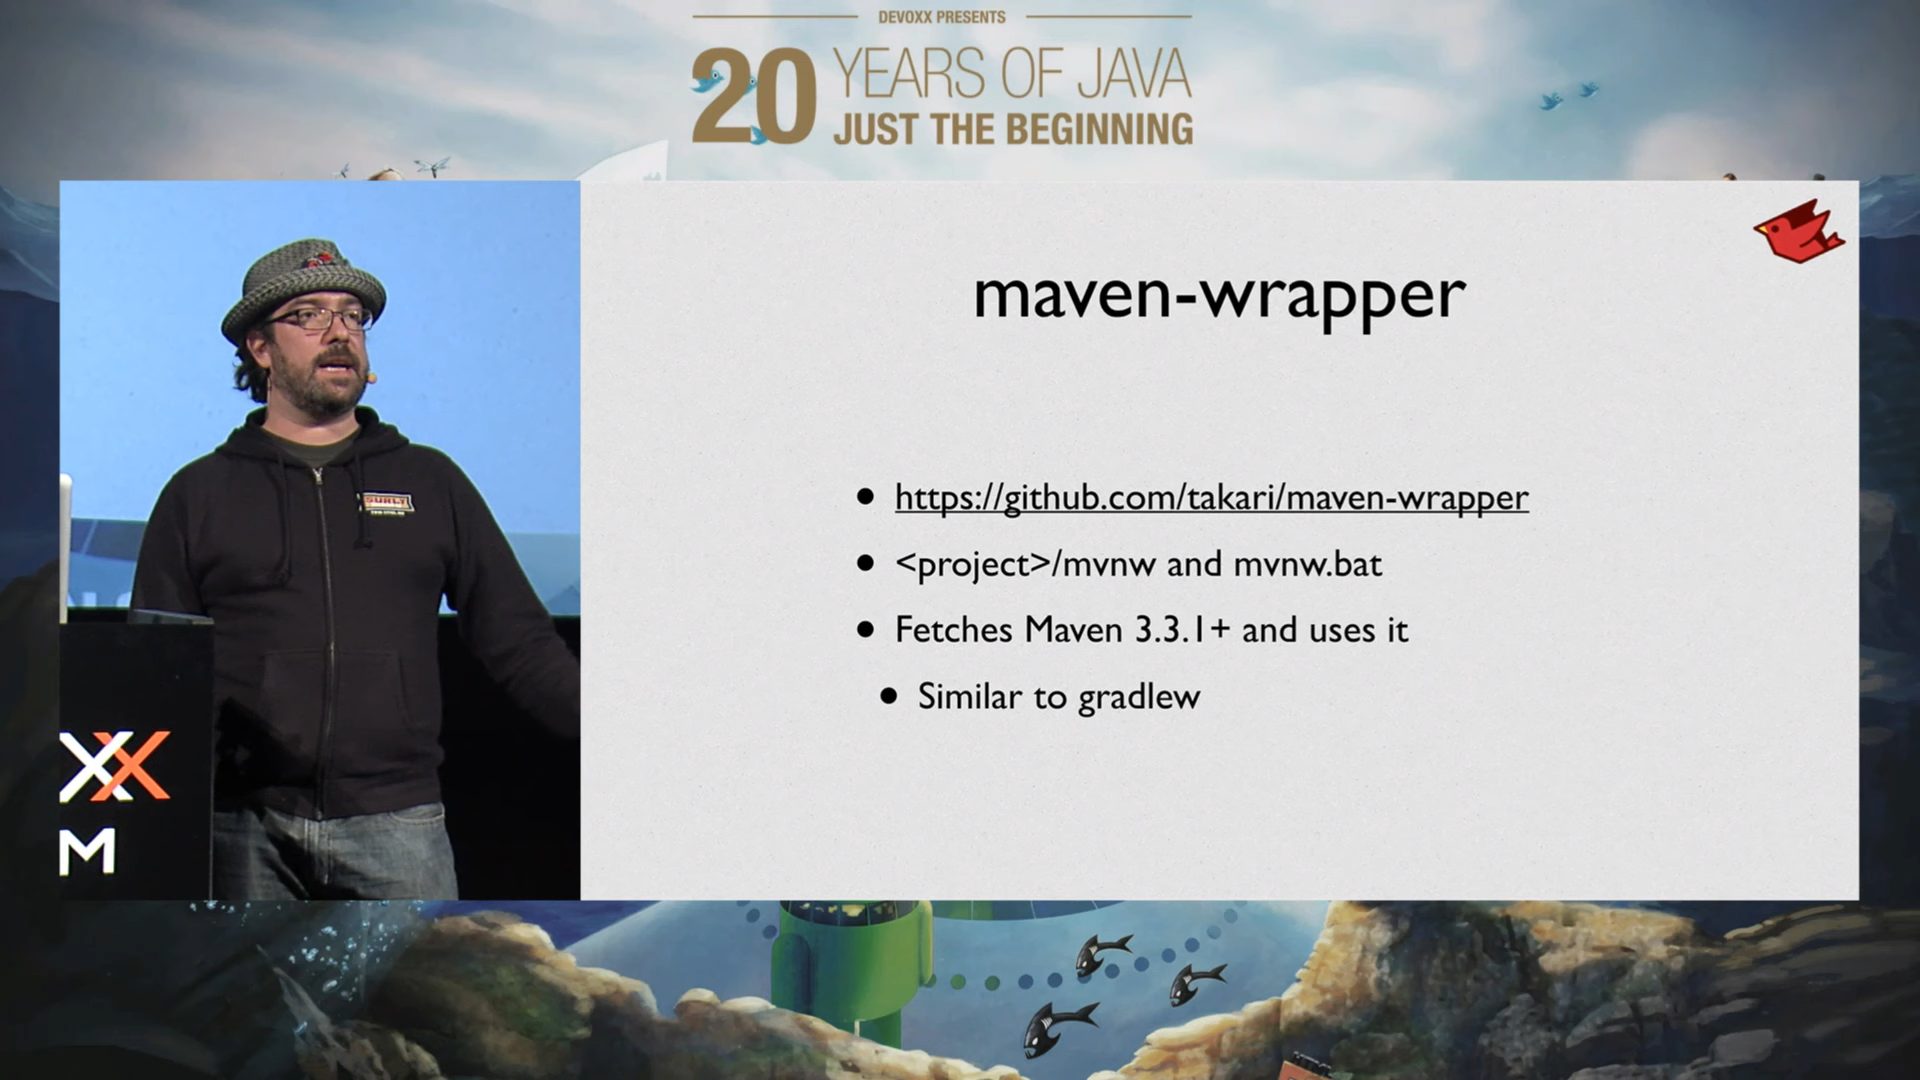 DEVOXX PRESENTS
20 YEARS OF JAVA
JUST THE BEGINNING
maven-wrapper
• https://github.com/takari/maven-wrapper
• <project>/mvnw and mvnw.bat
• Fetches Maven 3.3.1+ and uses it
• Similar to gradlew
SURLY
XX
M